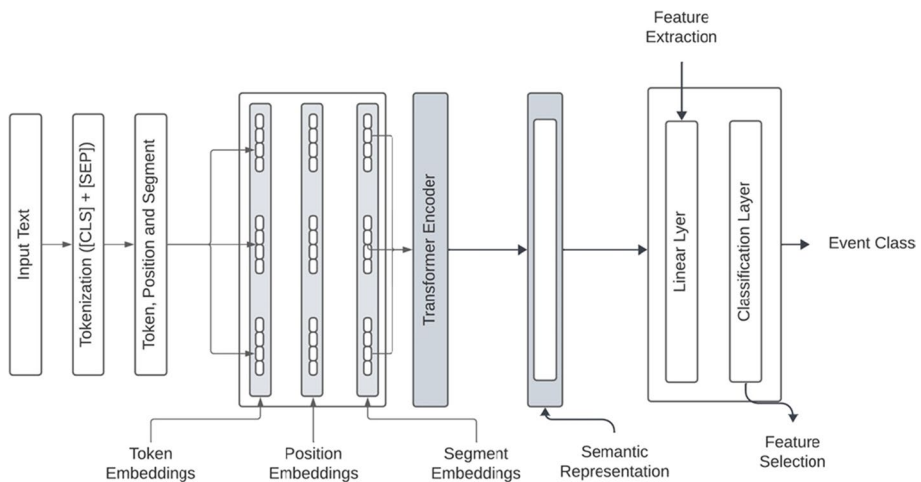 Feature
Extraction
Input Text
Tokenization ([CLS] + [SEP])
Token, Position and Segment
Transformer Encoder
Linear Lyer
Classification Layer
Event Class
Token
Embeddings
Position
Embeddings
Segment
Embeddings
Semantic
Representation
Feature
Selection